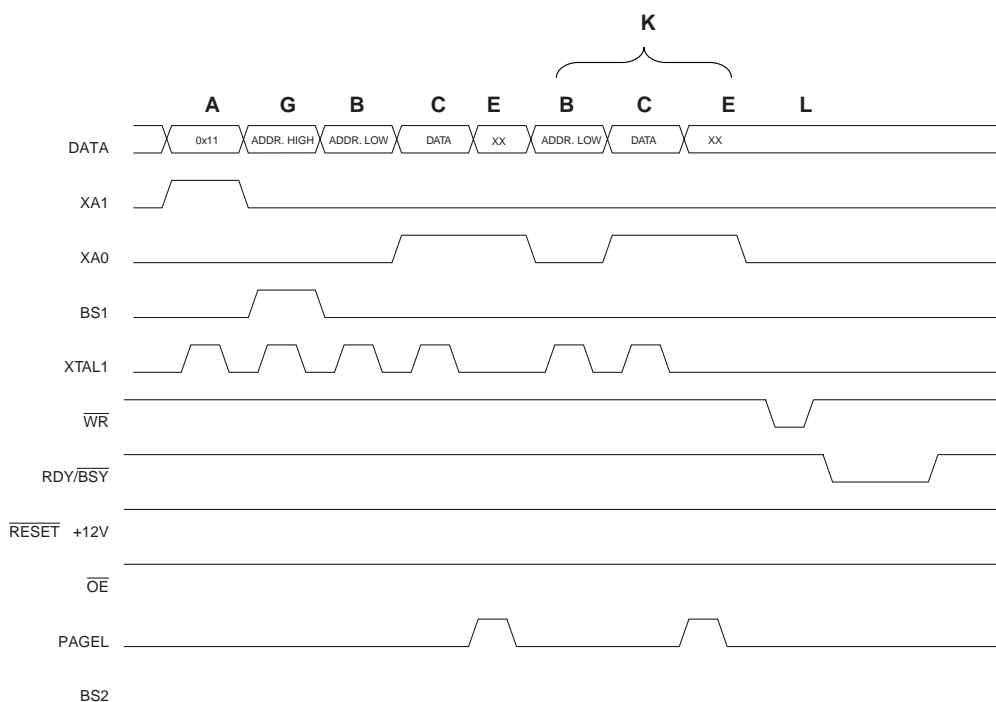 K
A G B C E B C E L
DATA 0x11 ADDR. HIGH ADDR. LOW DATA XX ADDR. LOW DATA XX
XA1
XA0
BS1
XTAL1
WR
RDY/BSY
RESET +12V
OE
PAGEL
BS2